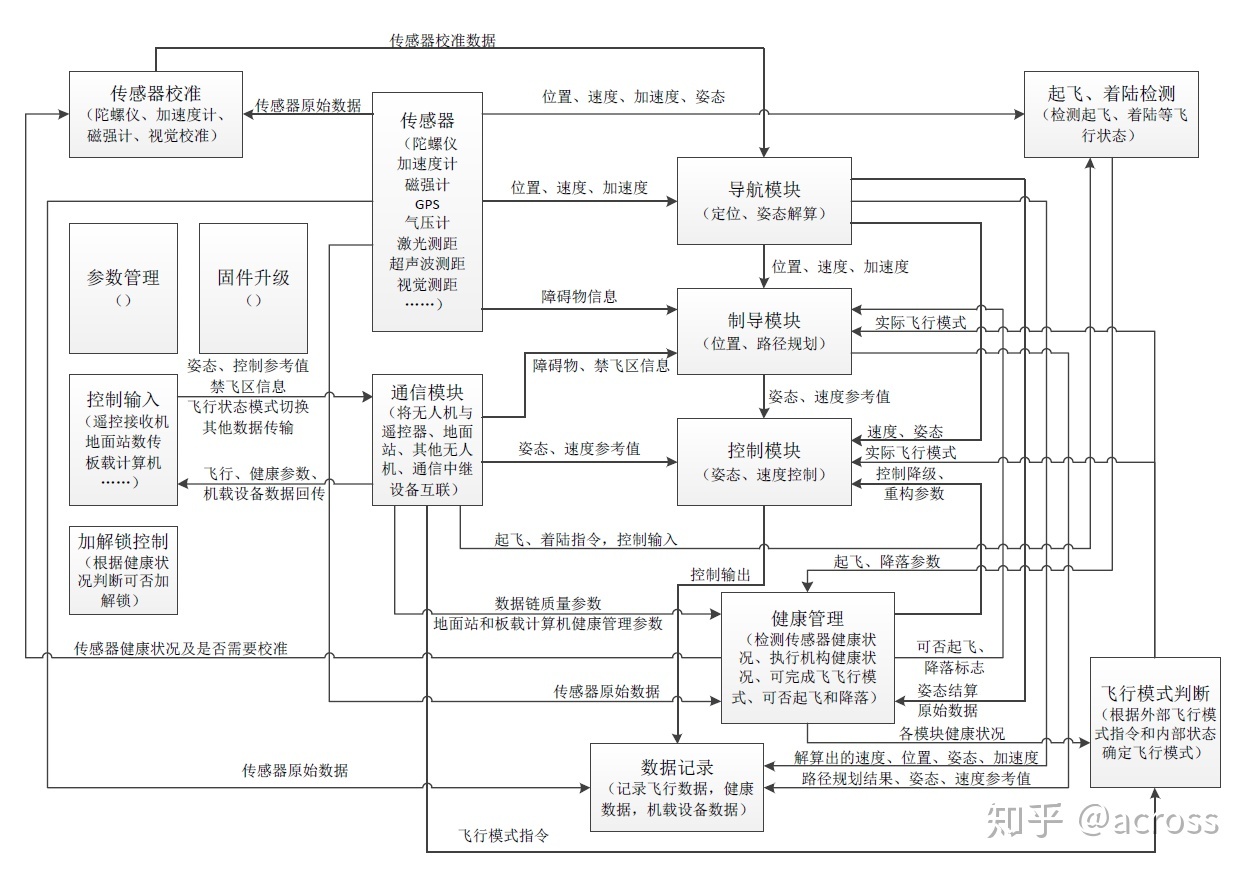 传感器校准数据
传感器校准
（陀螺仪、加速度计、
磁强计、视觉校准）
传感器原始数据
传感器
（陀螺仪
加速度计
磁强计
GPS
气压计
激光测距
超声波测距
视觉测距
……）
位置、速度、加速度、姿态
起飞、着陆检测
（检测起飞、着陆等飞
行状态）
位置、速度、加速度
导航模块
（定位、姿态解算）
参数管理
（）
固件升级
（）
位置、速度、加速度
障碍物信息
制导模块
（位置、路径规划）
实际飞行模式
姿态、控制参考值
禁飞区信息
飞行状态模式切换
其他数据传输
障碍物、禁飞区信息
控制输入
（遥控接收机
地面站数传
板载计算机
……）
通信模块
（将无人机与
遥控器、地面
站、其他无人
机、通信中继
设备互联）
姿态、速度参考值
姿态、速度参考值
控制模块
（姿态、速度控制）
速度、姿态
实际飞行模式
控制降级、
重构参数
飞行、健康参数、
机载设备数据回传
加解锁控制
（根据健康状
况判断可否加
解锁）
起飞、着陆指令，控制输入
控制输出
起飞、降落参数
数据链质量参数
地面站和板载计算机健康管理参数
健康管理
（检测传感器健康状
况、执行机构健康状
况、可完成飞飞行模
式、可否起飞和降落）
传感器健康状况及是否需要校准
可否起飞、
降落标志
传感器原始数据
姿态结算
原始数据
飞行模式判断
（根据外部飞行模
式指令和内部状态
确定飞行模式）
各模块健康状况
传感器原始数据
数据记录
（记录飞行数据，健康
数据，机载设备数据）
解算出的速度、位置、姿态、加速度
路径规划结果、姿态、速度参考值
飞行模式指令
知乎 @across